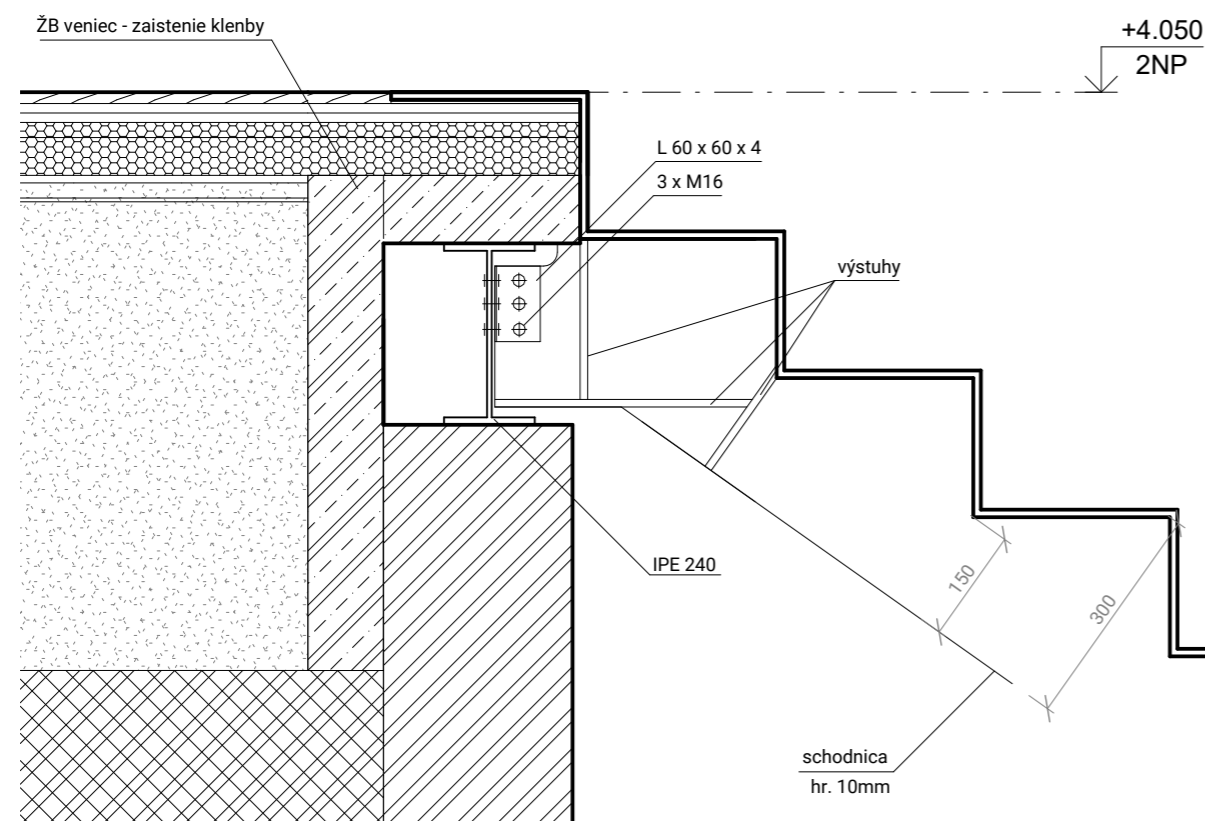 ŽB veniec - zaistenie klenby
+4.050
2NP
L 60 x 60 x 4
3 x M16
výstuhy
IPE 240
150
300
schodnica
hr. 10mm